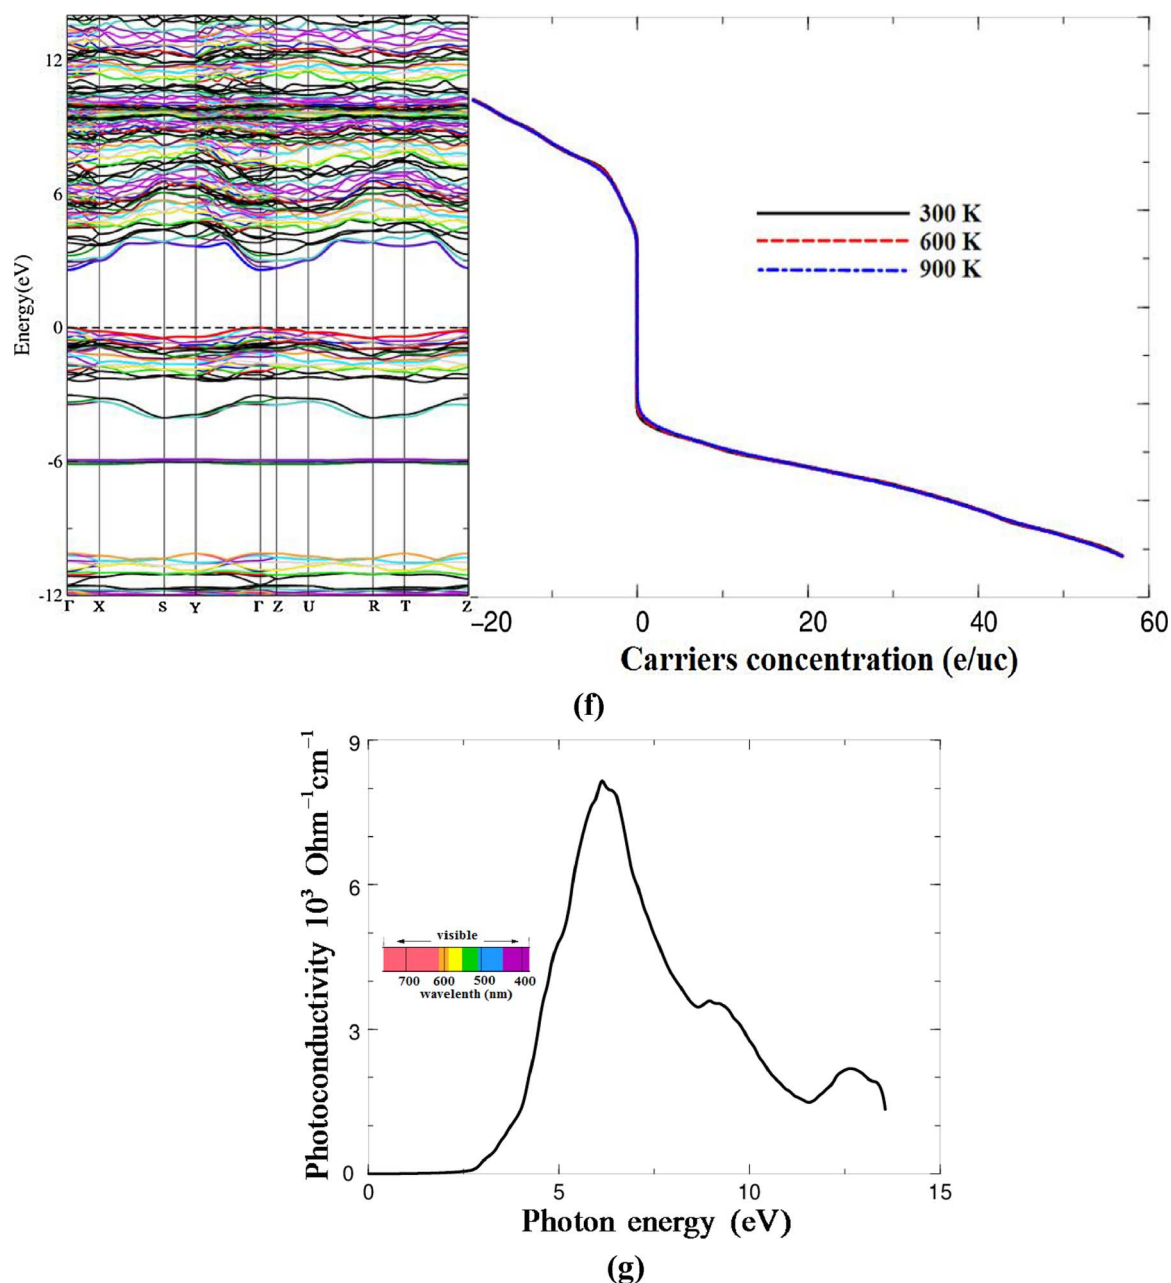 12
6
0
-6
-12
Energy(eV)
Γ X S Y Γ Z U R T Z
300 K
600 K
900 K
−20 0 20 40 60
Carriers concentration (e/uc)
(f)
9
6
3
0
Photoconductivity 10³ Ohm⁻¹cm⁻¹
visible
700 600 500 400
wavelenth (nm)
0 5 10 15
Photon energy (eV)
(g)